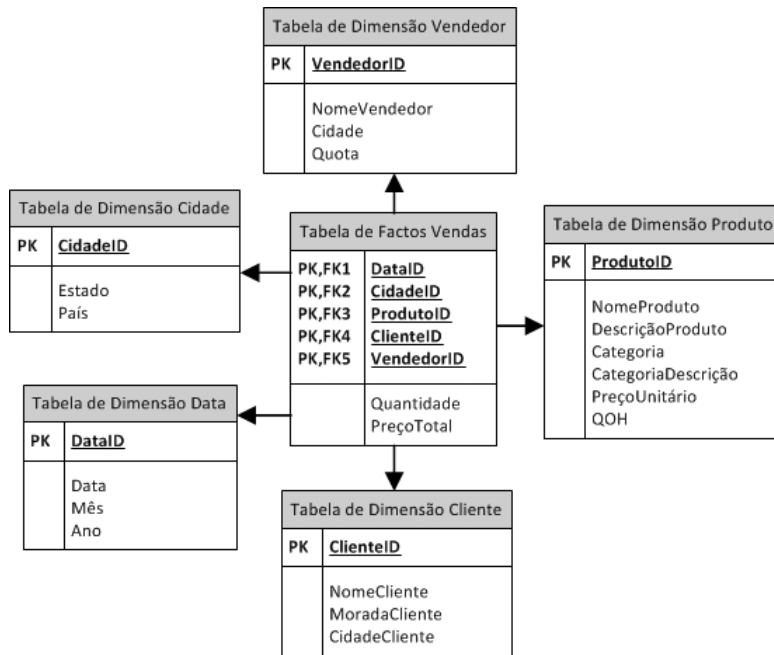 Tabela de Dimensão Vendedor
PK VendedorID
NomeVendedor
Cidade
Quota
Tabela de Dimensão Cidade
PK CidadeID
Estado
País
Tabela de Factos Vendas
PK,FK1 DataID
PK,FK2 CidadeID
PK,FK3 ProdutoID
PK,FK4 ClienteID
PK,FK5 VendedorID
Quantidade
PreçoTotal
Tabela de Dimensão Produto
PK ProdutoID
NomeProduto
DescriçãoProduto
Categoria
CategoriaDescrição
PreçoUnitário
QOH
Tabela de Dimensão Data
PK DataID
Data
Mês
Ano
Tabela de Dimensão Cliente
PK ClienteID
NomeCliente
MoradaCliente
CidadeCliente